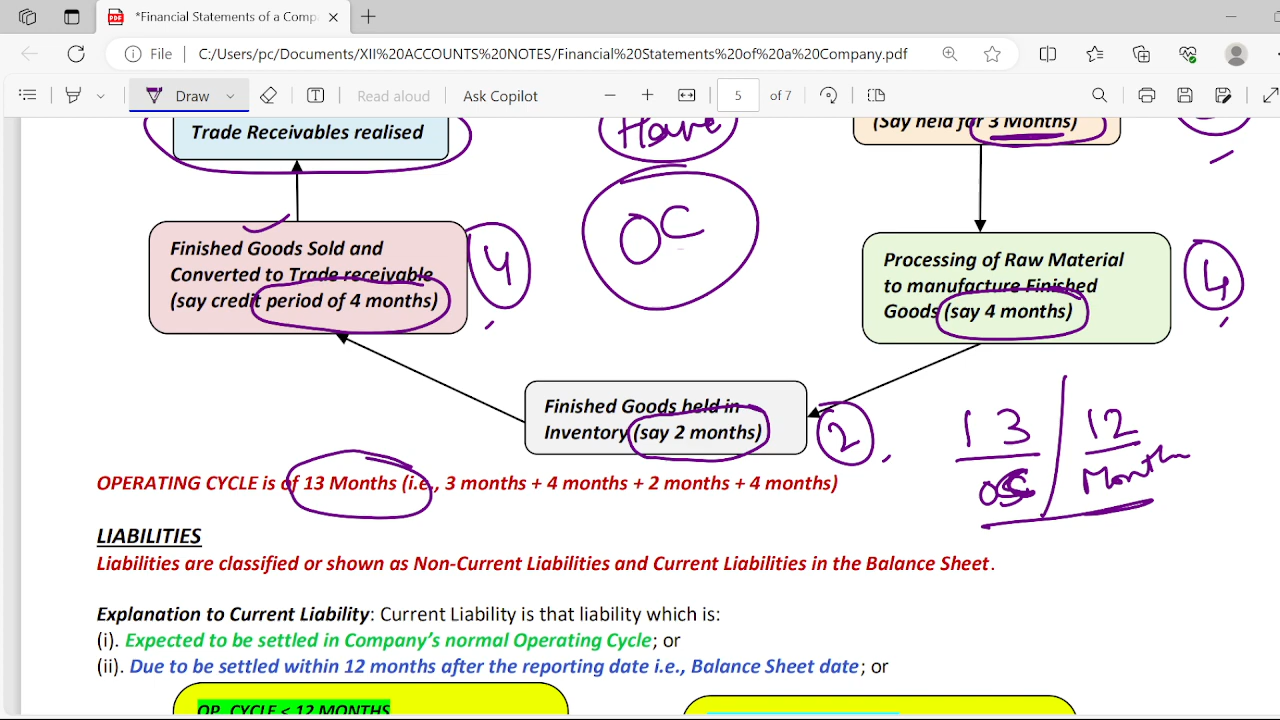 *Financial Statements of a Comp
File
C:/Users/pc/Documents/XII%20ACCOUNTS%20NOTES/Financial%20Statements%20of%20a%20Company.pdf
Draw
Read aloud
Ask Copilot
5
of 7
Trade Receivables realised
Have
(Say held for 3 Months)
OC
Finished Goods Sold and
Converted to Trade receivable
(say credit period of 4 months)
4
Processing of Raw Material
to manufacture Finished
Goods (say 4 months)
4
Finished Goods held in
Inventory (say 2 months)
2
13
12
Months
OPERATING CYCLE is of 13 Months (i.e., 3 months + 4 months + 2 months + 4 months)
LIABILITIES
Liabilities are classified or shown as Non-Current Liabilities and Current Liabilities in the Balance Sheet.
Explanation to Current Liability: Current Liability is that liability which is:
(i). Expected to be settled in Company's normal Operating Cycle; or
(ii). Due to be settled within 12 months after the reporting date i.e., Balance Sheet date; or
OP. CYCLE < 12 MONTHS